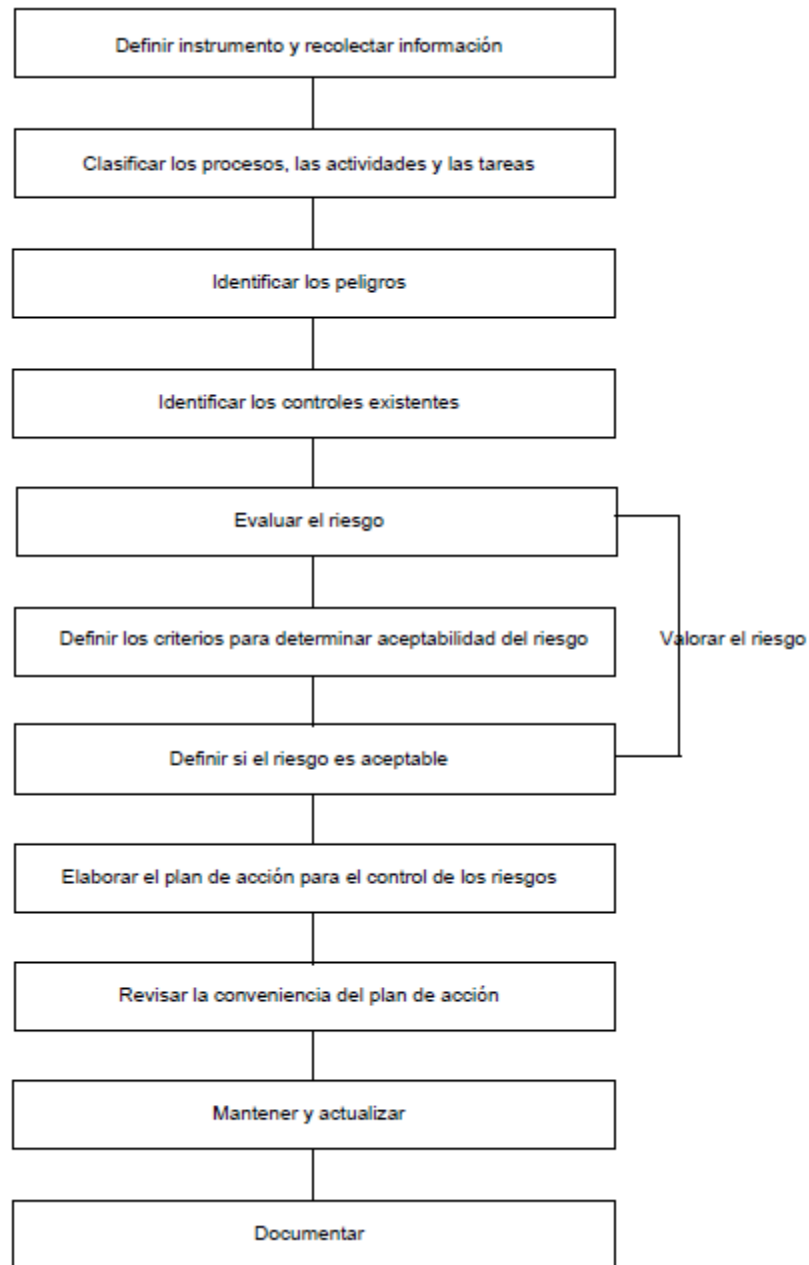 Definir instrumento y recolectar información
Clasificar los procesos, las actividades y las tareas
Identificar los peligros
Identificar los controles existentes
Evaluar el riesgo
Definir los criterios para determinar aceptabilidad del riesgo
Valorar el riesgo
Definir si el riesgo es aceptable
Elaborar el plan de acción para el control de los riesgos
Revisar la conveniencia del plan de acción
Mantener y actualizar
Documentar